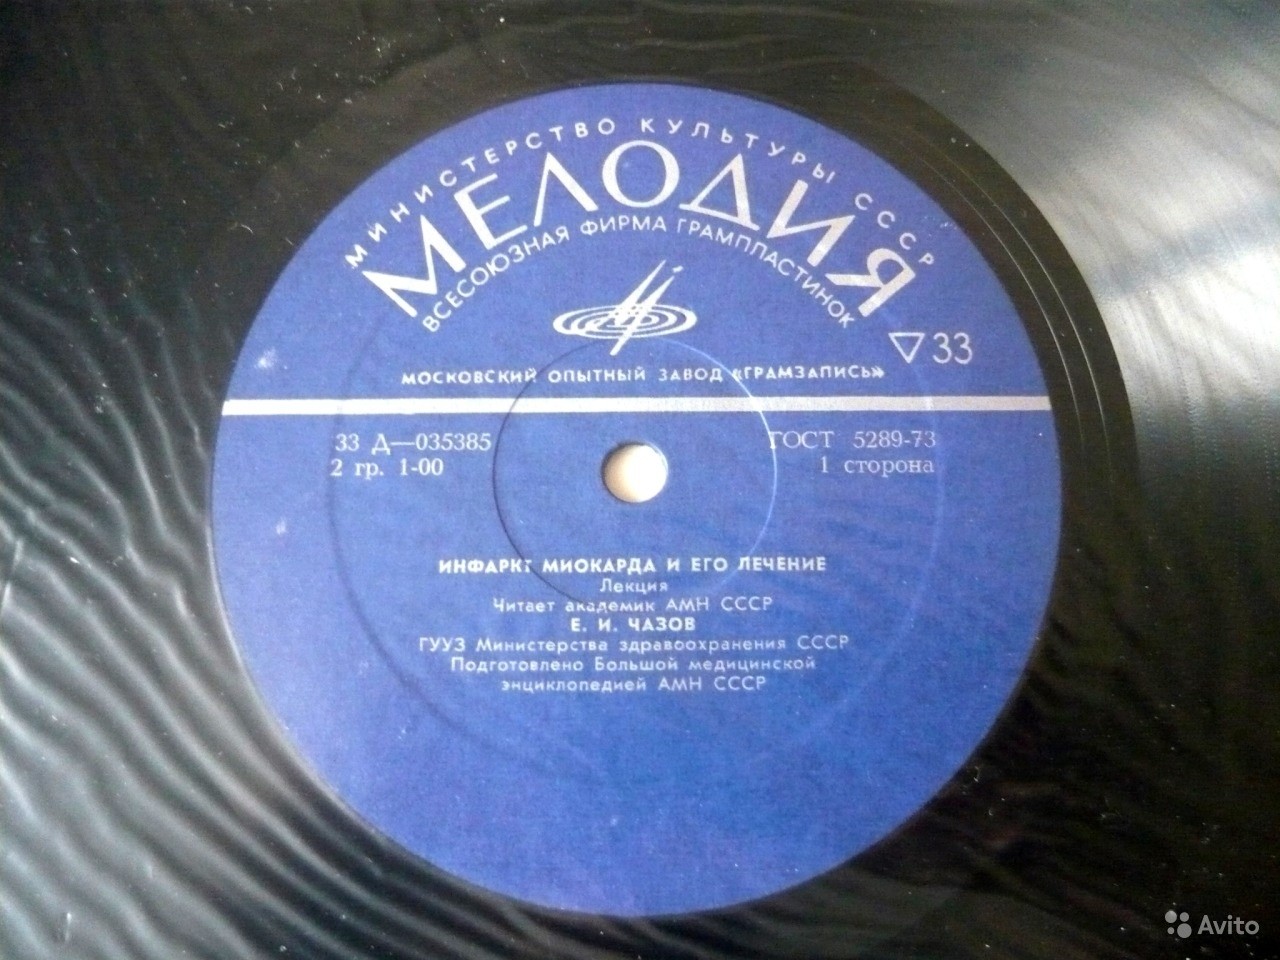 МИНИСТЕРСТВО КУЛЬТУРЫ СССР
МЕЛОДИЯ
ВСЕСОЮЗНАЯ ФИРМА ГРАМПЛАСТИНОК
▽33
МОСКОВСКИЙ ОПЫТНЫЙ ЗАВОД «ГРАМЗАПИСЬ»
33 Д—035385 ГОСТ 5289-73
2 гр. 1-00 1 сторона
ИНФАРКТ МИОКАРДА И ЕГО ЛЕЧЕНИЕ
Лекция
Читает академик АМН СССР
Е. И. ЧАЗОВ
ГУУЗ Министерства здравоохранения СССР
Подготовлено Большой медицинской
энциклопедией АМН СССР
Avito